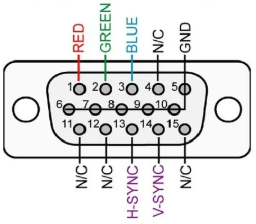 RED
GREEN
BLUE
N/C
GND
1 2 3 4 5
6 7 8 9 10
11 12 13 14 15
N/C
N/C
H-SYNC
V-SYNC
N/C